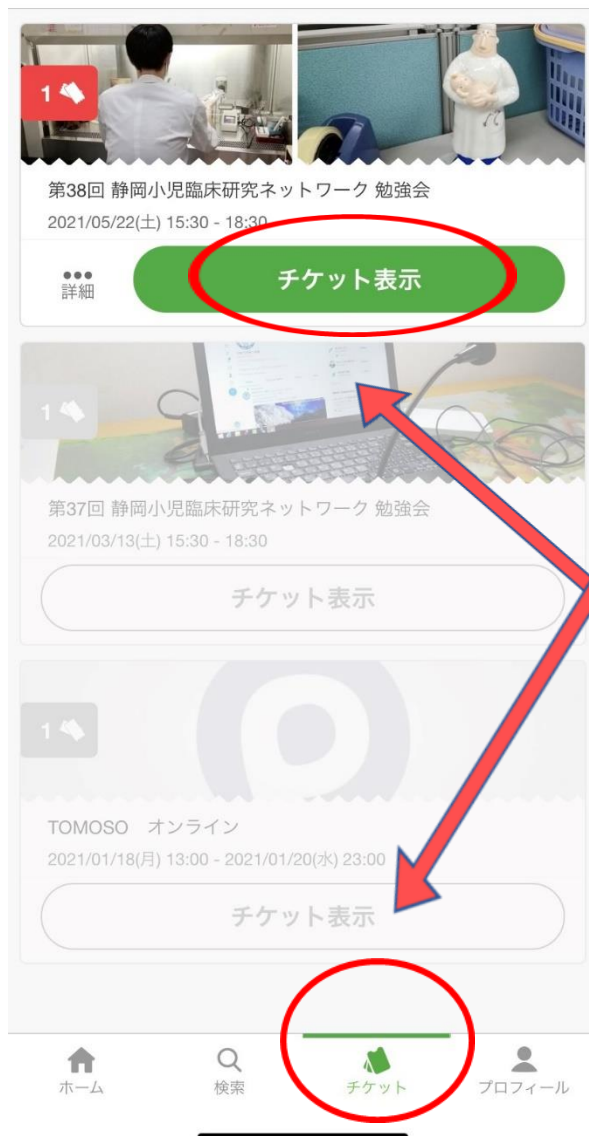 1
第38回 静岡小児臨床研究ネットワーク 勉強会
2021/05/22(土) 15:30 - 18:30
詳細
チケット表示
1
第37回 静岡小児臨床研究ネットワーク 勉強会
2021/03/13(土) 15:30 - 18:30
チケット表示
1
TOMOSO オンライン
2021/01/18(月) 13:00 - 2021/01/20(水) 23:00
チケット表示
ホーム 検索 チケット プロフィール